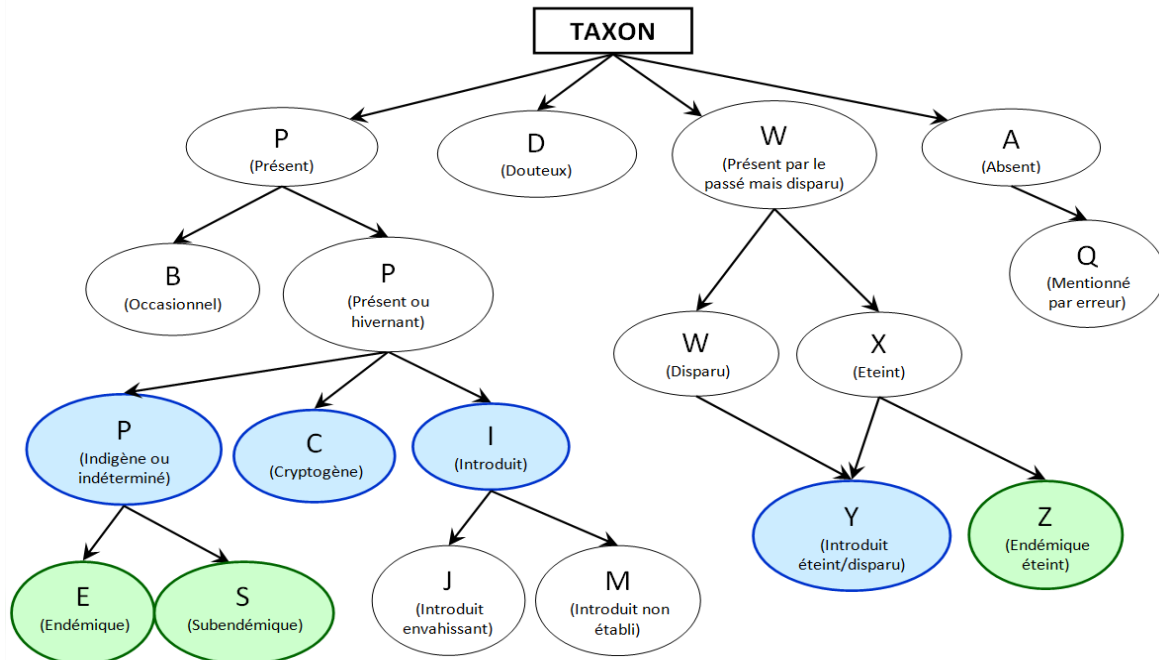 TAXON
P
(Présent)
D
(Douteux)
W
(Présent par le
passé mais disparu)
A
(Absent)
B
(Occasionnel)
P
(Présent ou
hivernant)
Q
(Mentionné
par erreur)
W
(Disparu)
X
(Eteint)
P
(Indigène ou
indéterminé)
C
(Cryptogène)
I
(Introduit)
Y
(Introduit
éteint/disparu)
Z
(Endémique
éteint)
E
(Endémique)
S
(Subendémique)
J
(Introduit
envahissant)
M
(Introduit non
établi)